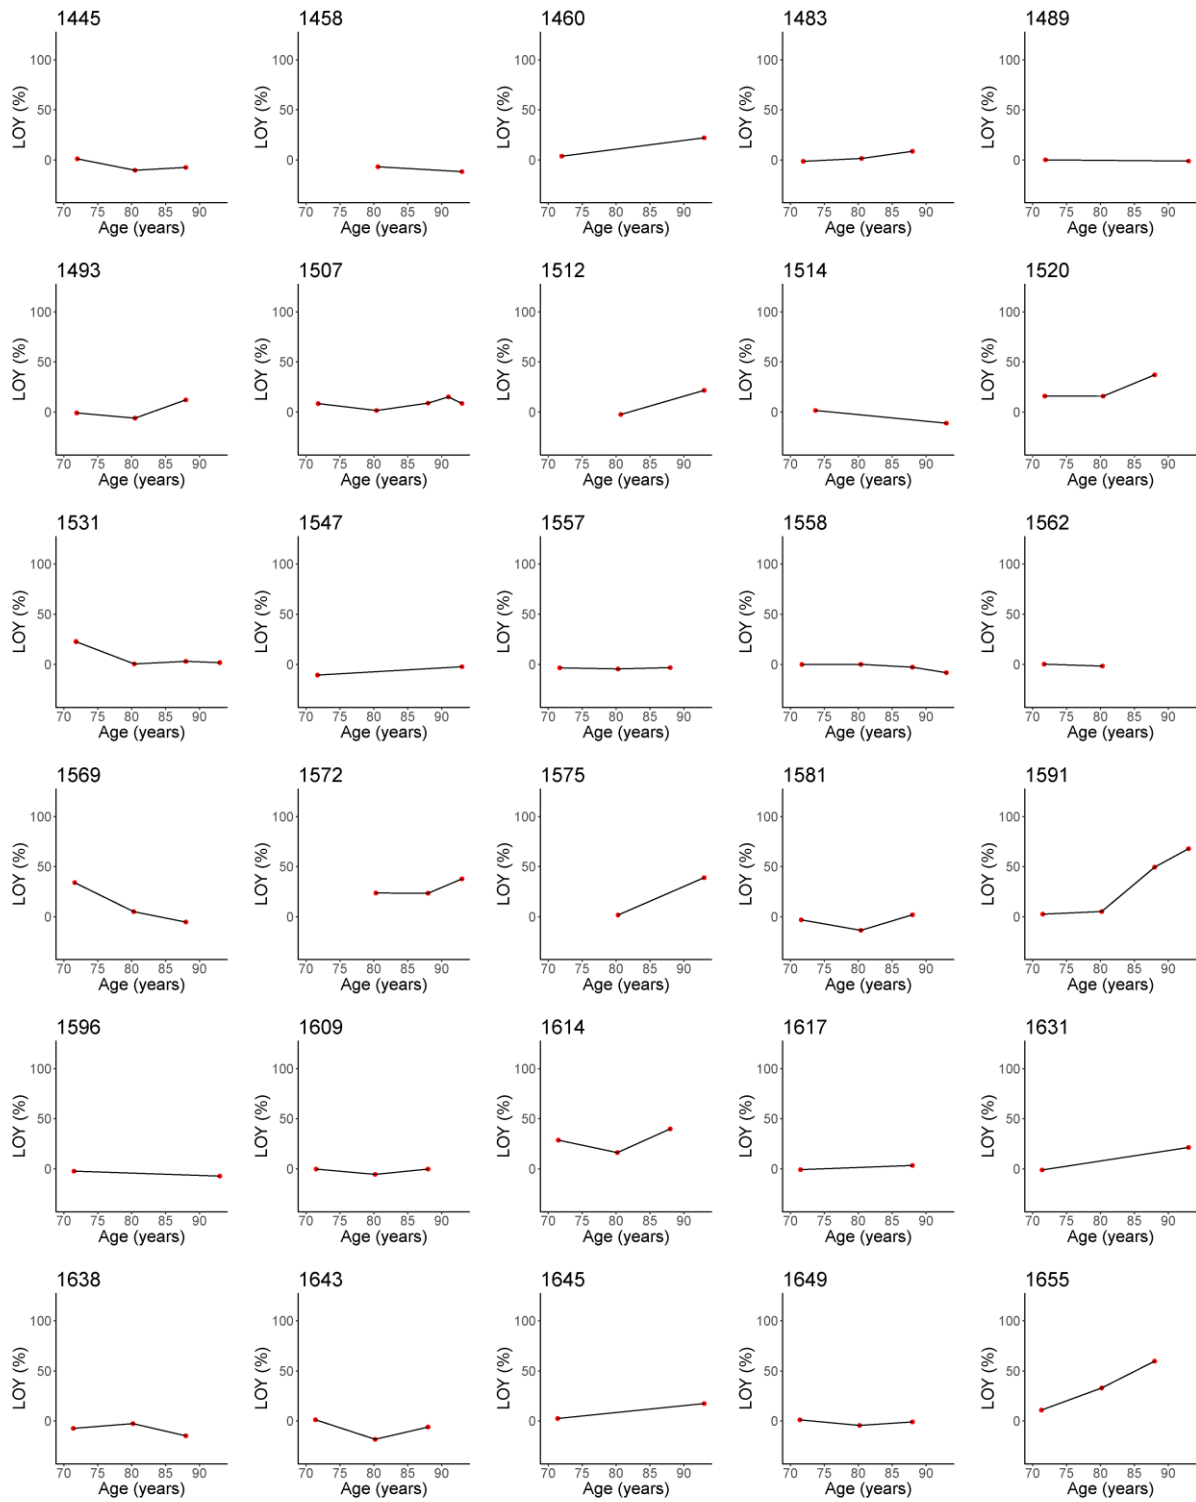 1445 1458 1460 1483 1489
LOY (%) 100 50 0 LOY (%) 100 50 0 LOY (%) 100 50 0 LOY (%) 100 50 0 LOY (%) 100 50 0
70 75 80 85 90 70 75 80 85 90 70 75 80 85 90 70 75 80 85 90 70 75 80 85 90
Age (years) Age (years) Age (years) Age (years) Age (years)
1493 1507 1512 1514 1520
LOY (%) 100 50 0 LOY (%) 100 50 0 LOY (%) 100 50 0 LOY (%) 100 50 0 LOY (%) 100 50 0
70 75 80 85 90 70 75 80 85 90 70 75 80 85 90 70 75 80 85 90 70 75 80 85 90
Age (years) Age (years) Age (years) Age (years) Age (years)
1531 1547 1557 1558 1562
LOY (%) 100 50 0 LOY (%) 100 50 0 LOY (%) 100 50 0 LOY (%) 100 50 0 LOY (%) 100 50 0
70 75 80 85 90 70 75 80 85 90 70 75 80 85 90 70 75 80 85 90 70 75 80 85 90
Age (years) Age (years) Age (years) Age (years) Age (years)
1569 1572 1575 1581 1591
LOY (%) 100 50 0 LOY (%) 100 50 0 LOY (%) 100 50 0 LOY (%) 100 50 0 LOY (%) 100 50 0
70 75 80 85 90 70 75 80 85 90 70 75 80 85 90 70 75 80 85 90 70 75 80 85 90
Age (years) Age (years) Age (years) Age (years) Age (years)
1596 1609 1614 1617 1631
LOY (%) 100 50 0 LOY (%) 100 50 0 LOY (%) 100 50 0 LOY (%) 100 50 0 LOY (%) 100 50 0
70 75 80 85 90 70 75 80 85 90 70 75 80 85 90 70 75 80 85 90 70 75 80 85 90
Age (years) Age (years) Age (years) Age (years) Age (years)
1638 1643 1645 1649 1655
LOY (%) 100 50 0 LOY (%) 100 50 0 LOY (%) 100 50 0 LOY (%) 100 50 0 LOY (%) 100 50 0
70 75 80 85 90 70 75 80 85 90 70 75 80 85 90 70 75 80 85 90 70 75 80 85 90
Age (years) Age (years) Age (years) Age (years) Age (years)